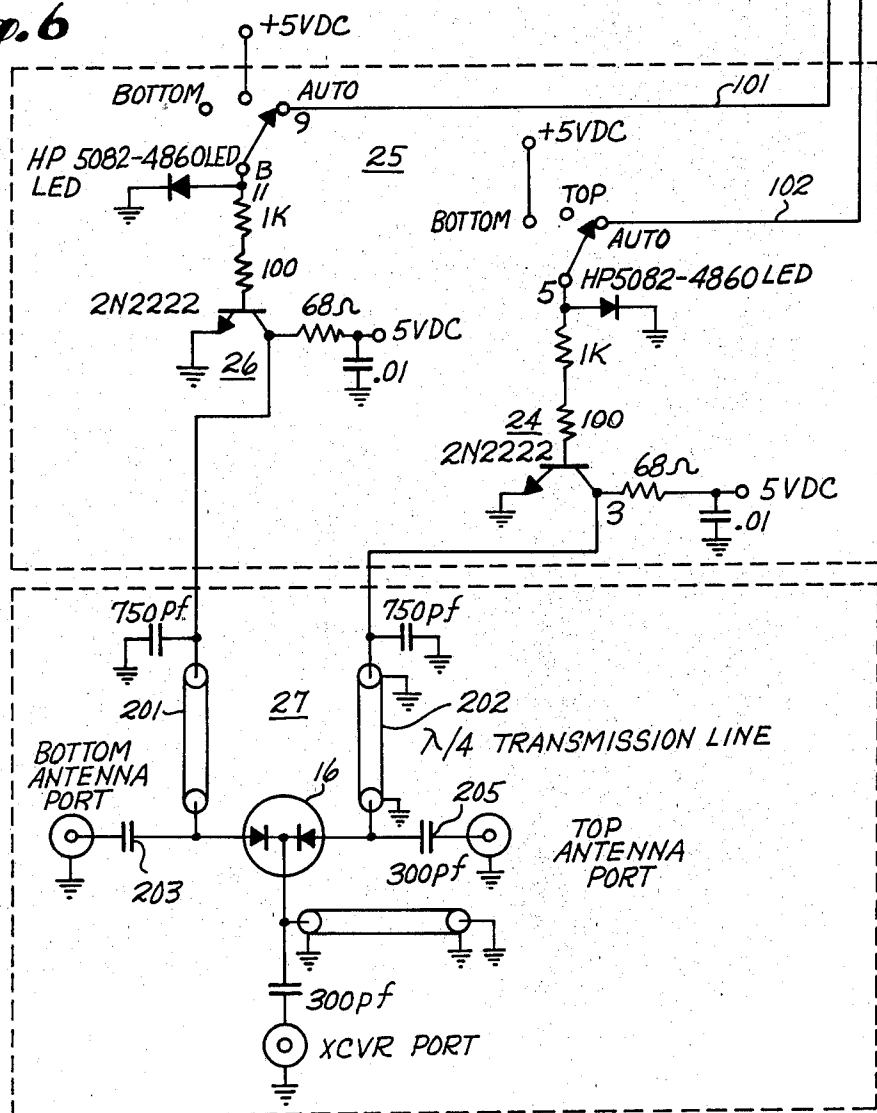 p.6
+5VDC
BOTTOM
AUTO
9
101
HP 5082-4860LED
LED
B
11
25
+5VDC
TOP
BOTTOM
102
AUTO
1K
100
5
HP5082-4860 LED
2N2222
68Ω
5VDC
.01
26
1K
24
100
2N2222
68Ω
5VDC
3
.01
750pf
750pf
201
27
202
λ/4 TRANSMISSION LINE
BOTTOM
ANTENNA
PORT
16
205
TOP
ANTENNA
PORT
203
300pf
300pf
XCVR PORT